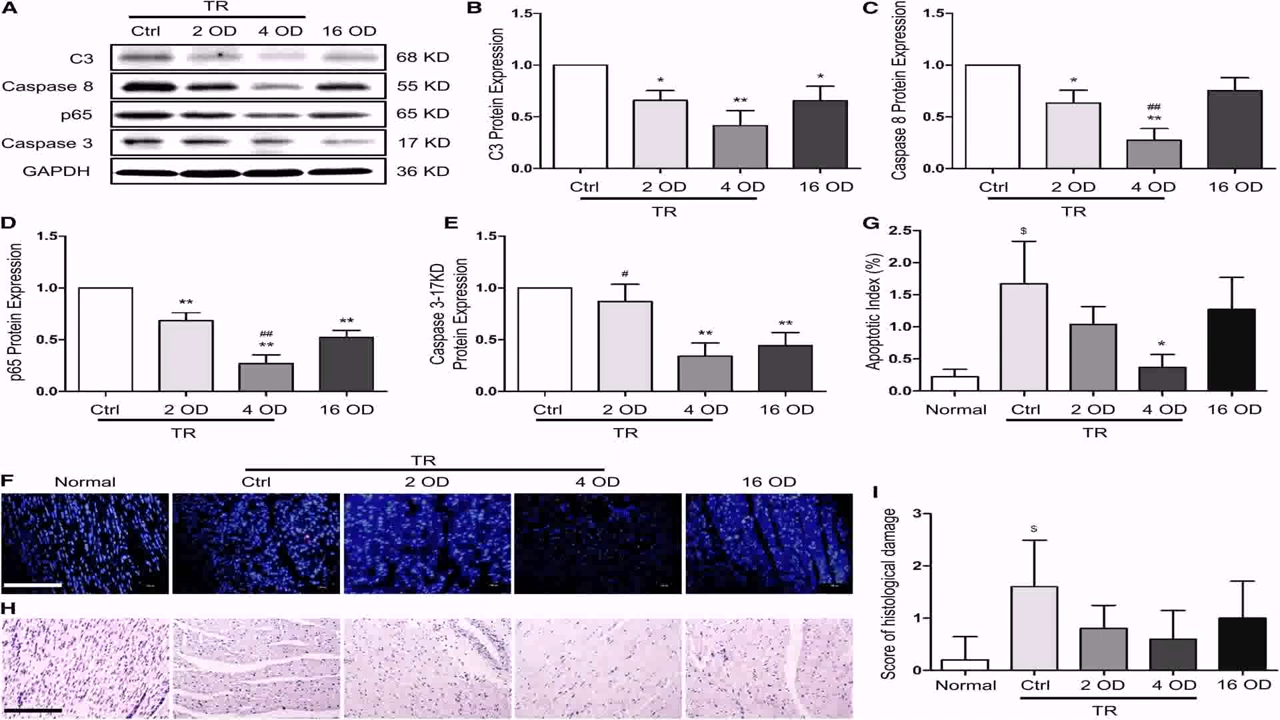 A
TR
Ctrl 2 OD 4 OD 16 OD
C3 68 KD
Caspase 8 55 KD
p65 65 KD
Caspase 3 17 KD
GAPDH 36 KD
B
C3 Protein Expression
1.5
1.0
0.5
0.0
*
**
*
Ctrl 2 OD 4 OD 16 OD
TR
C
Caspase 8 Protein Expression
1.5
1.0
0.5
0.0
*
##
**
Ctrl 2 OD 4 OD 16 OD
TR
D
p65 Protein Expression
1.5
1.0
0.5
0.0
**
##
**
**
Ctrl 2 OD 4 OD 16 OD
TR
E
Caspase 3-17KD
Protein Expression
1.5
1.0
0.5
0.0
#
**
**
Ctrl 2 OD 4 OD 16 OD
TR
G
Apoptotic Index (%)
2.5
2.0
1.5
1.0
0.5
0.0
$
*
Normal Ctrl 2 OD 4 OD 16 OD
TR
F
TR
Normal Ctrl 2 OD 4 OD 16 OD
H
I
Score of histological damage
3
2
1
0
$
Normal Ctrl 2 OD 4 OD 16 OD
TR